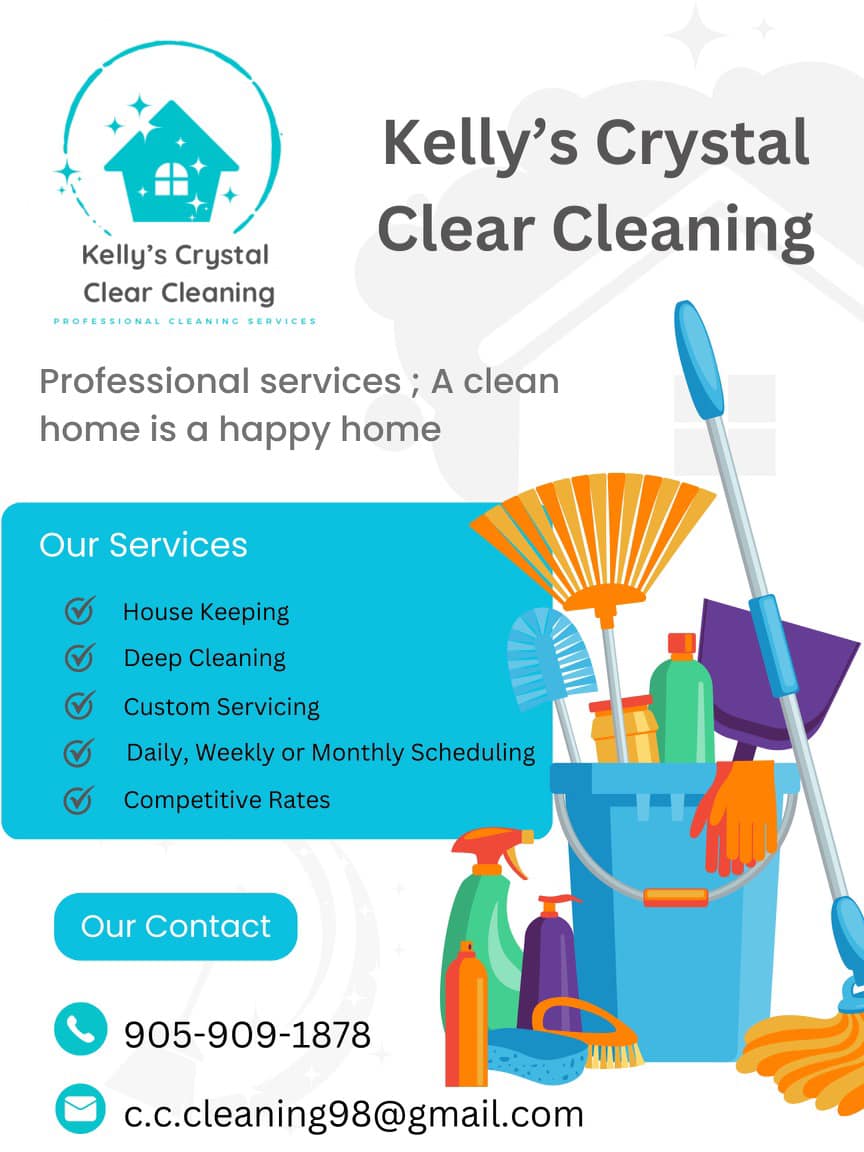 Kelly’s Crystal
Clear Cleaning
PROFESSIONAL CLEANING SERVICES
Kelly’s Crystal
Clear Cleaning
Professional services ; A clean
home is a happy home
Our Services
House Keeping
Deep Cleaning
Custom Servicing
Daily, Weekly or Monthly Scheduling
Competitive Rates
Our Contact
905-909-1878
c.c.cleaning98@gmail.com